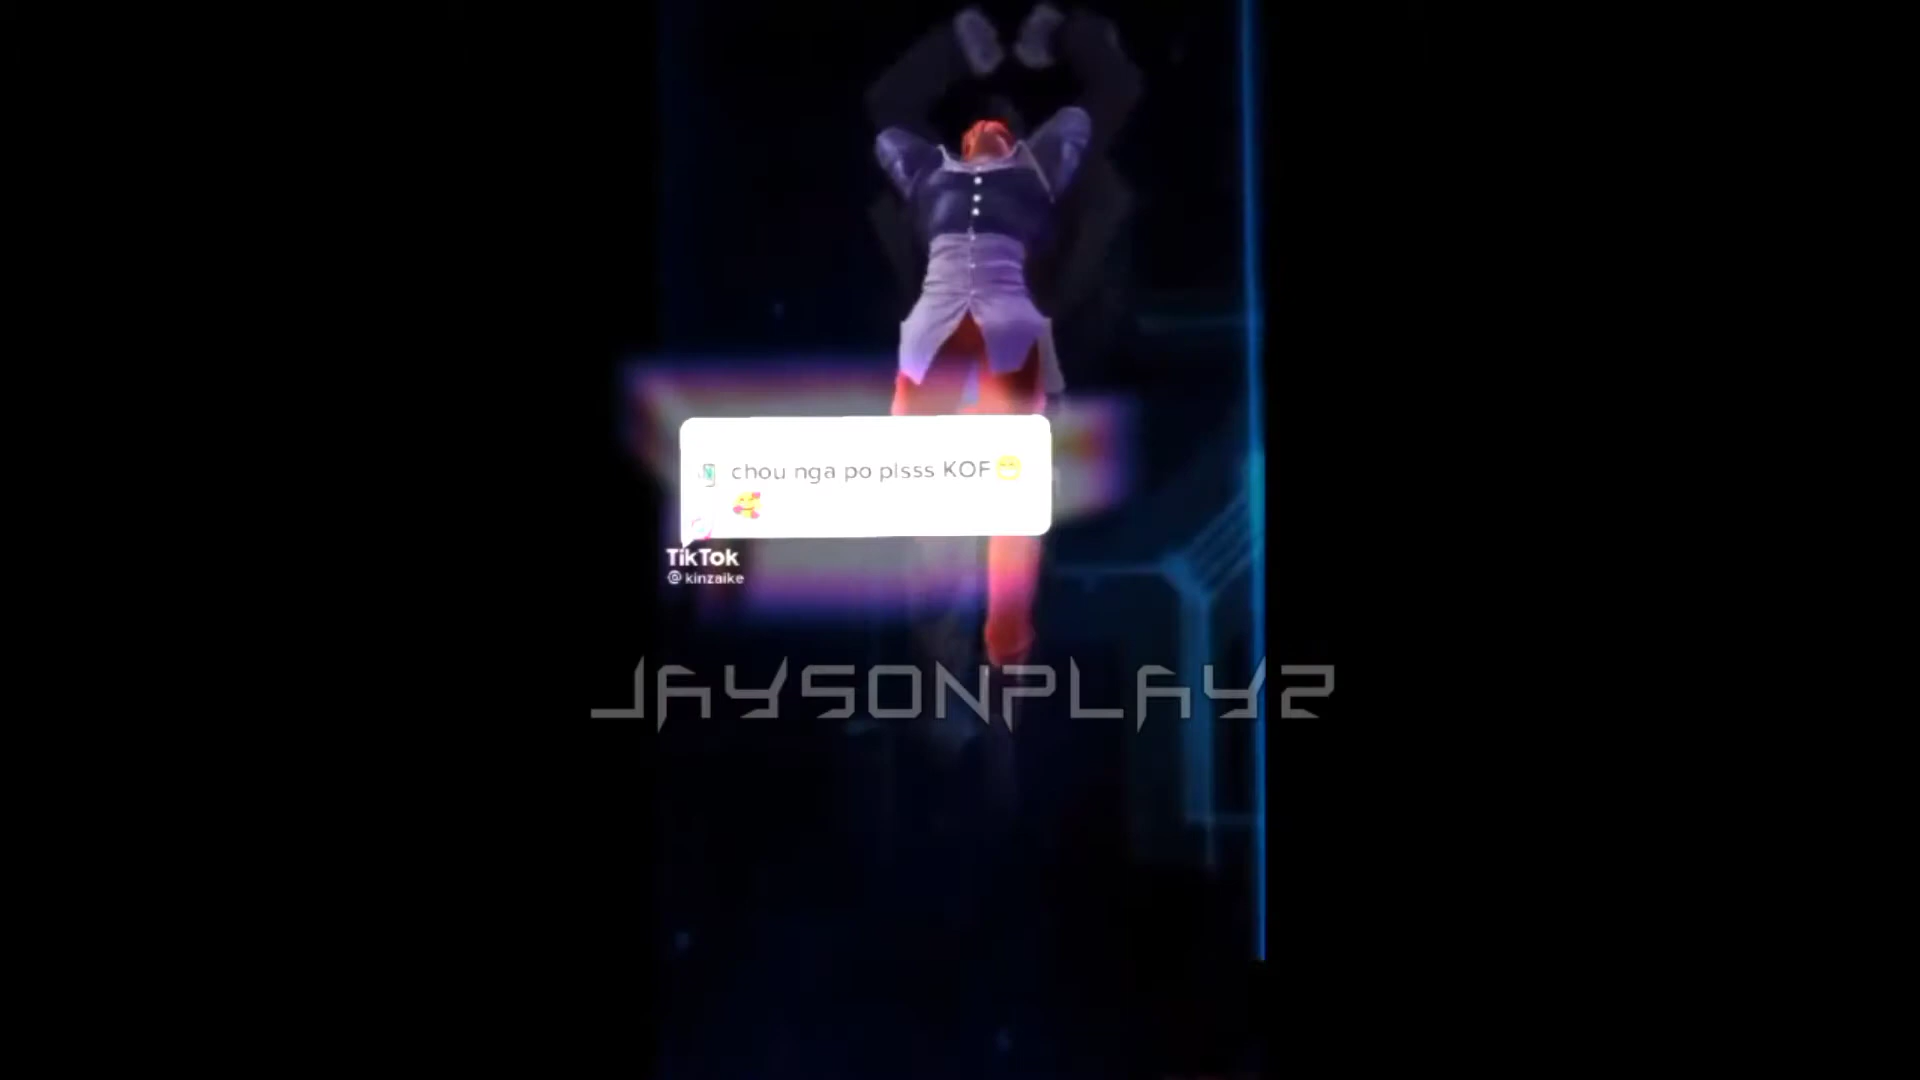 chou nga po plsss KOF😁
🥰
TikTok
@kinzaike
JAYSONPLAYZ